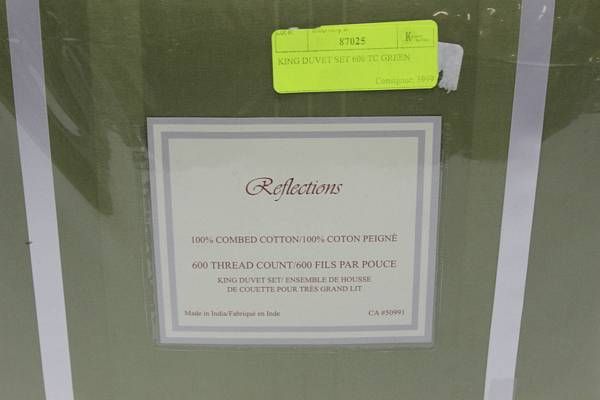 87025
KING DUVET SET 600 TC GREEN
Reflections
100% COMBED COTTON/100% COTON PEIGNÉ
600 THREAD COUNT/600 FILS PAR POUCE
KING DUVET SET/ ENSEMBLE DE HOUSSE
DE COUETTE POUR TRÈS GRAND LIT
Made in India/Fabriqué en Inde CA #50991